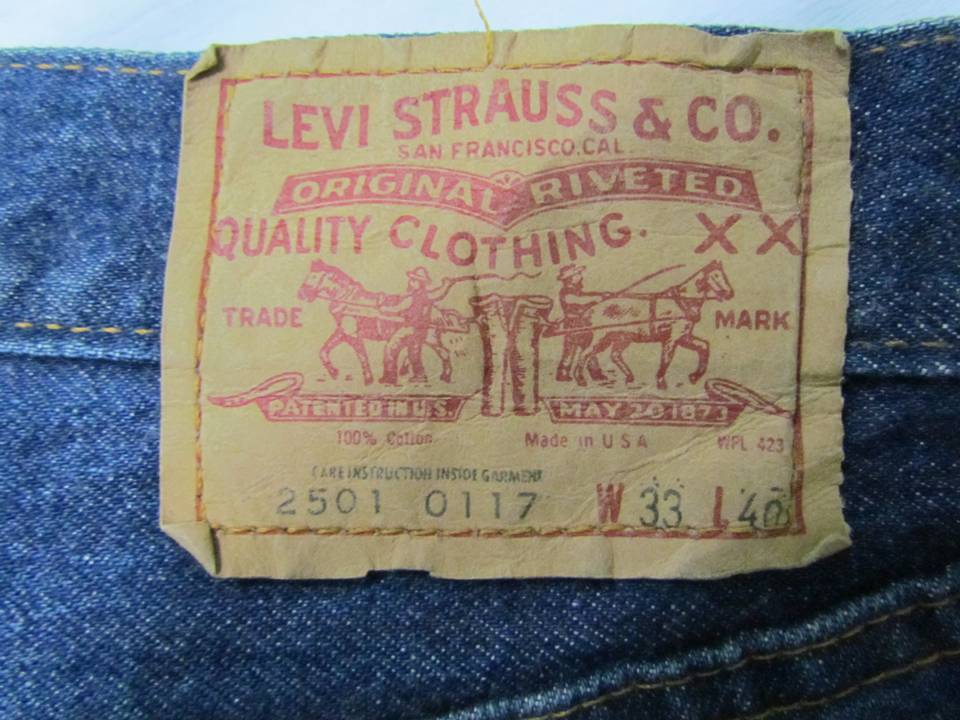 LEVI STRAUSS & CO.
SAN FRANCISCO.CAL.
ORIGINAL RIVETED
QUALITY CLOTHING. XX
TRADE MARK
PATENTED IN U.S. MAY 20 1873
100% Cotton Made in USA WPL 423
CARE INSTRUCTION INSIDE GARMENT
2501 0117 W 33 L 40